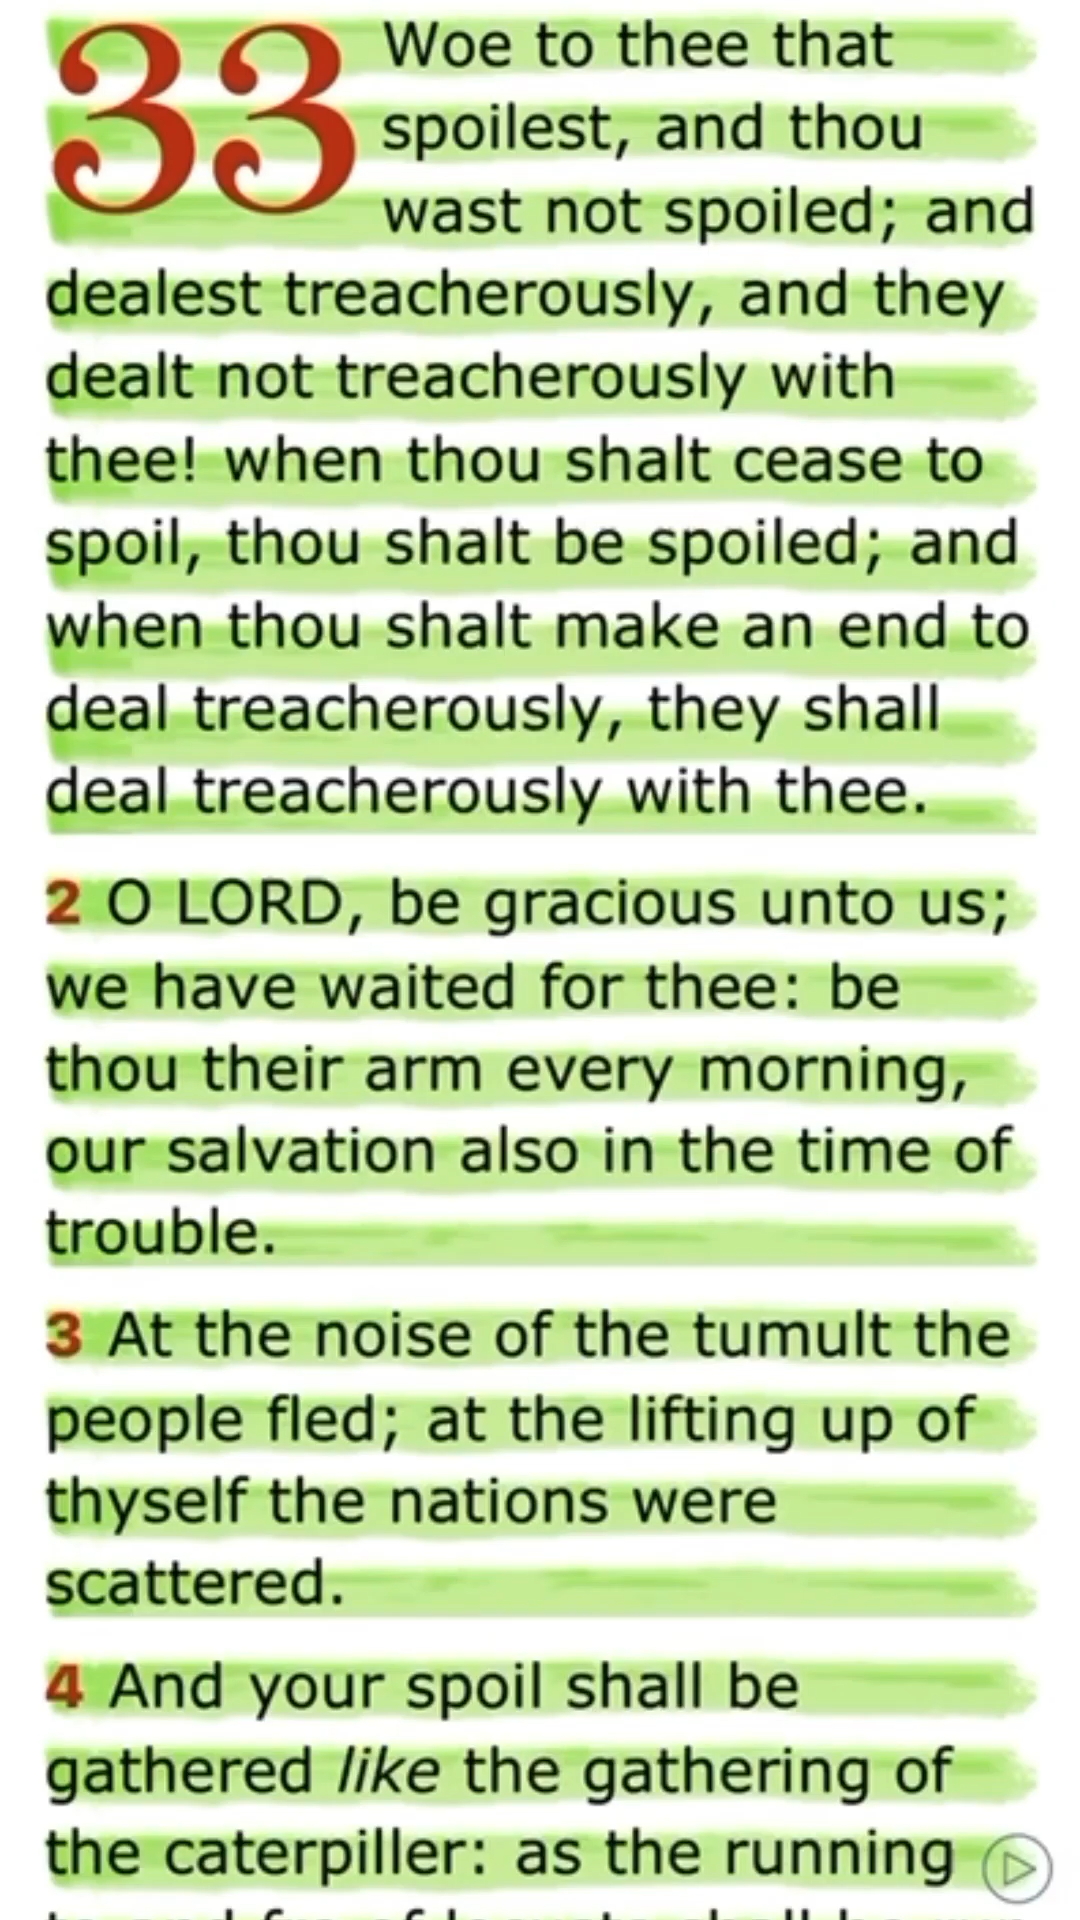 33 Woe to thee that
spoilest, and thou
wast not spoiled; and
dealest treacherously, and they
dealt not treacherously with
thee! when thou shalt cease to
spoil, thou shalt be spoiled; and
when thou shalt make an end to
deal treacherously, they shall
deal treacherously with thee.
2 O LORD, be gracious unto us;
we have waited for thee: be
thou their arm every morning,
our salvation also in the time of
trouble.
3 At the noise of the tumult the
people fled; at the lifting up of
thyself the nations were
scattered.
4 And your spoil shall be
gathered like the gathering of
the caterpiller: as the running